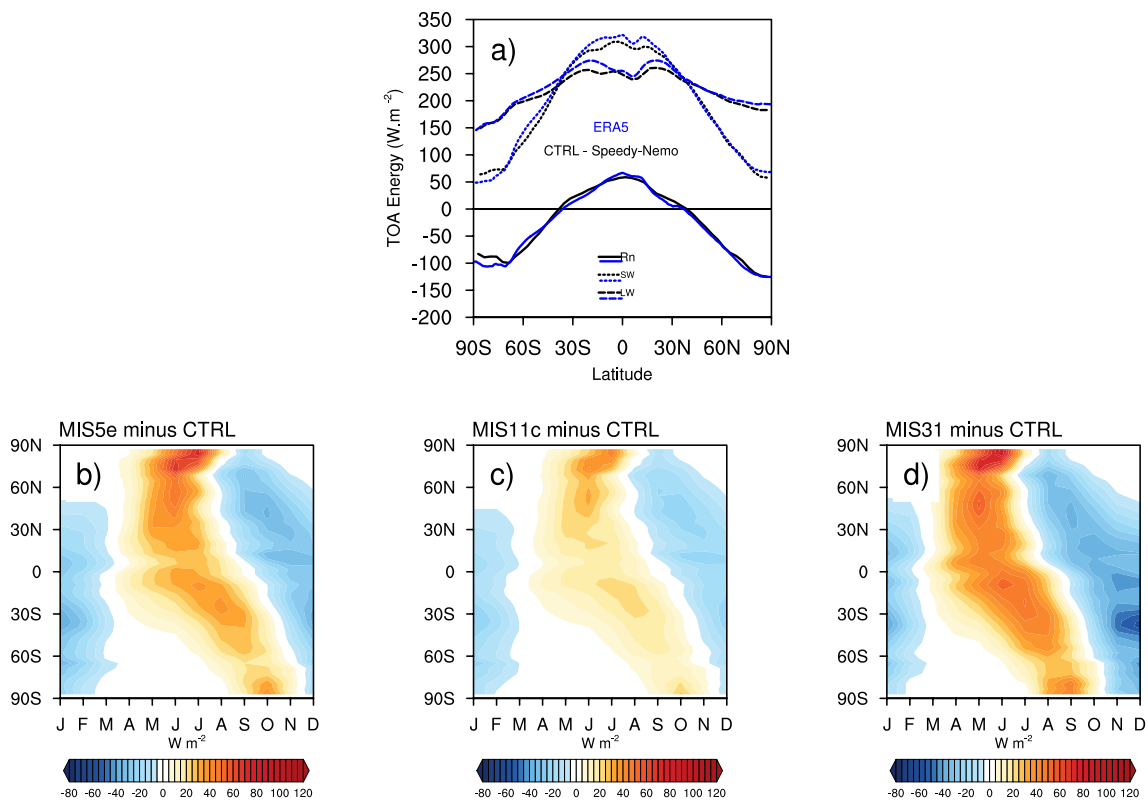 a)
350
300
250
200
150
100
50
0
-50
-100
-150
-200
TOA Energy (W.m-2)
ERA5
CTRL - Speedy-Nemo
Rn
SW
LW
90S 60S 30S 0 30N 60N 90N
Latitude
MIS5e minus CTRL
b)
90N
60N
30N
0
30S
60S
90S
J F M A M J J A S O N D
W m-2
-80 -60 -40 -20 0 20 40 60 80 100 120
MIS11c minus CTRL
c)
90N
60N
30N
0
30S
60S
90S
J F M A M J J A S O N D
W m-2
-80 -60 -40 -20 0 20 40 60 80 100 120
MIS31 minus CTRL
d)
90N
60N
30N
0
30S
60S
90S
J F M A M J J A S O N D
W m-2
-80 -60 -40 -20 0 20 40 60 80 100 120